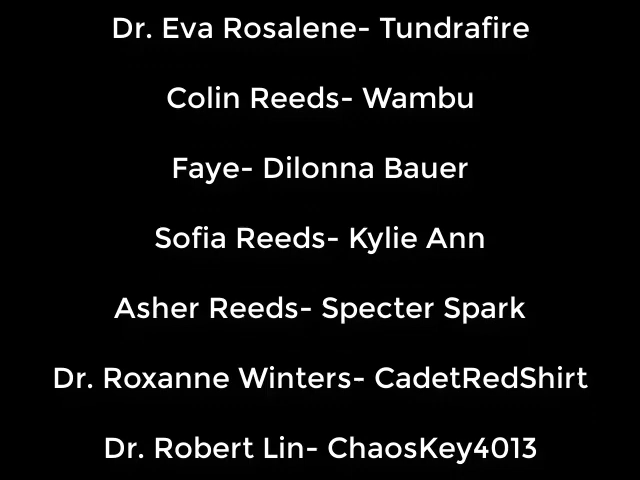 Dr. Eva Rosalene- Tundrafire
Colin Reeds- Wambu
Faye- Dilonna Bauer
Sofia Reeds- Kylie Ann
Asher Reeds- Specter Spark
Dr. Roxanne Winters- CadetRedShirt
Dr. Robert Lin- ChaosKey4013